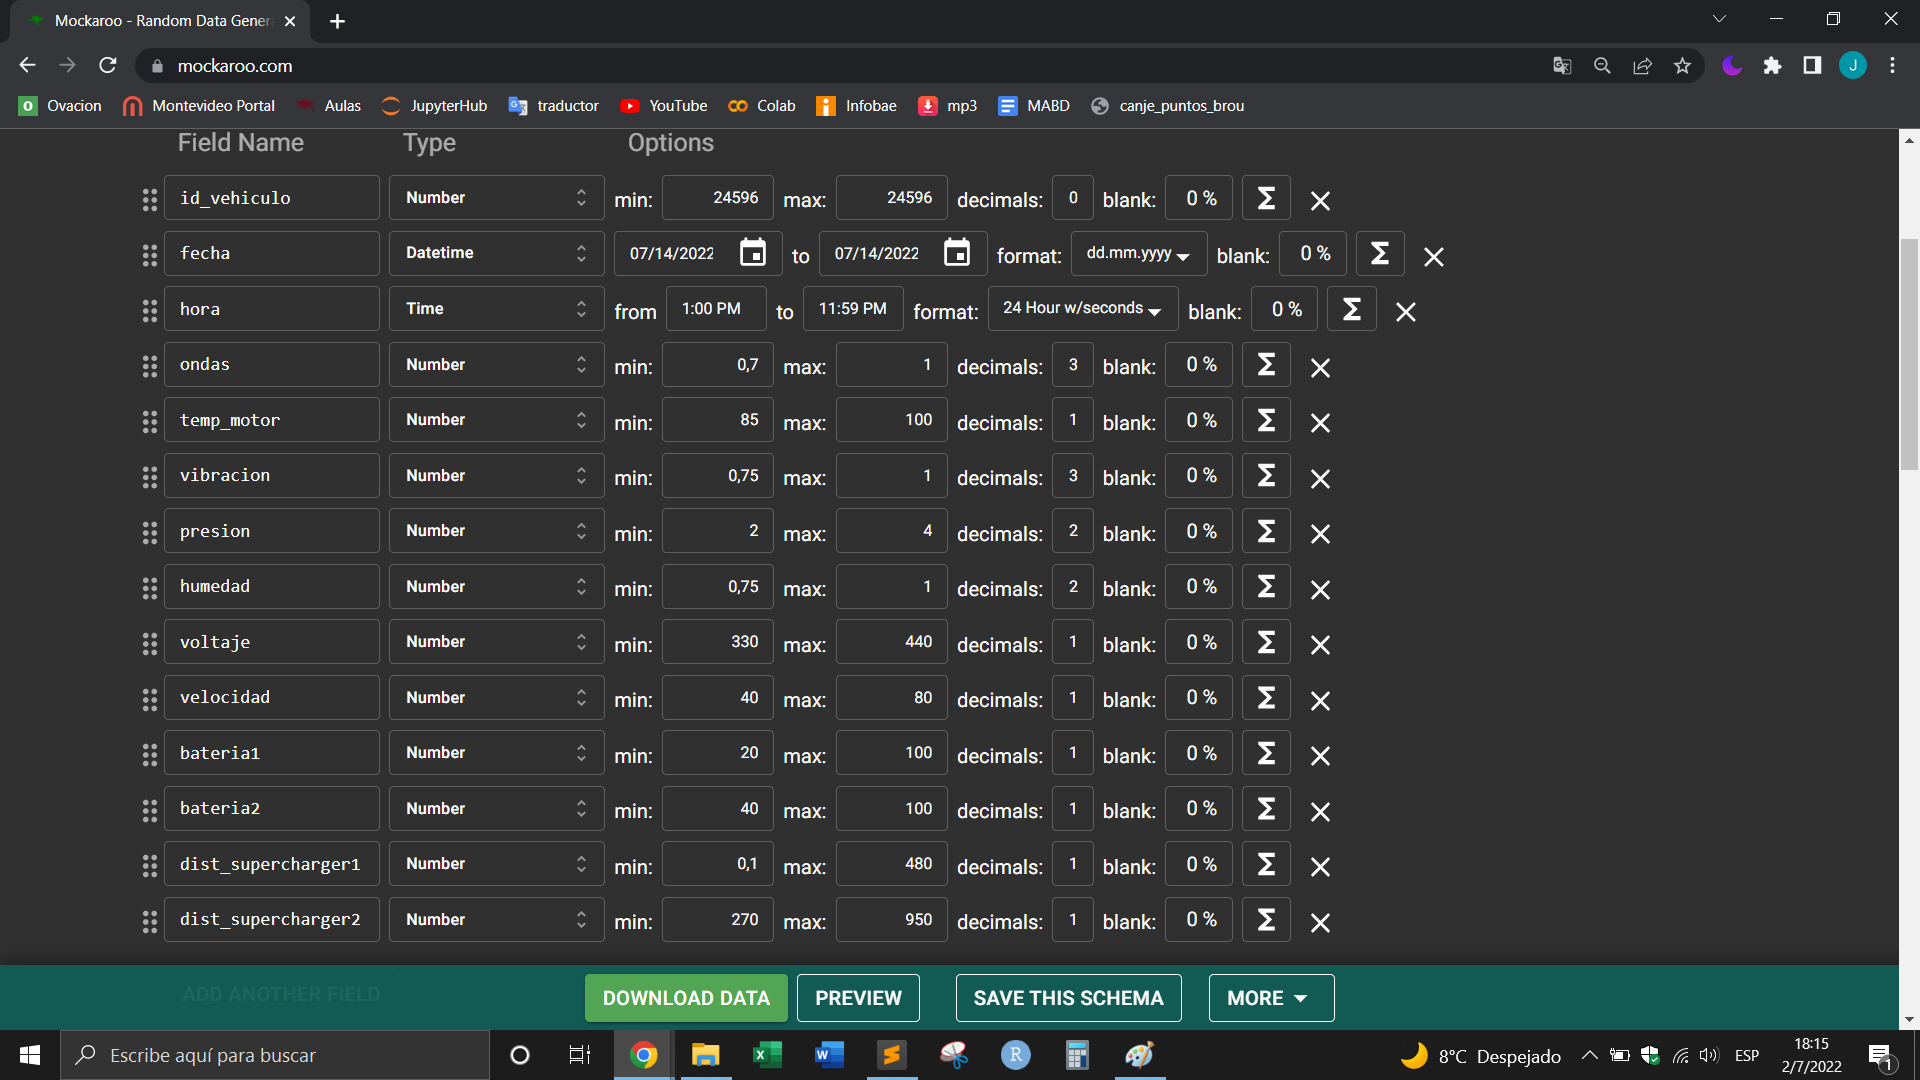 Mockaroo - Random Data Gener
mockaroo.com
J
Ovacion Montevideo Portal Aulas JupyterHub traductor YouTube Colab Infobae mp3 MABD canje_puntos_brou
Field Name Type Options
id_vehiculo Number min: 24596 max: 24596 decimals: 0 blank: 0 % Σ
fecha Datetime 07/14/2022 to 07/14/2022 format: dd.mm.yyyy blank: 0 % Σ
hora Time from 1:00 PM to 11:59 PM format: 24 Hour w/seconds blank: 0 % Σ
ondas Number min: 0,7 max: 1 decimals: 3 blank: 0 % Σ
temp_motor Number min: 85 max: 100 decimals: 1 blank: 0 % Σ
vibracion Number min: 0,75 max: 1 decimals: 3 blank: 0 % Σ
presion Number min: 2 max: 4 decimals: 2 blank: 0 % Σ
humedad Number min: 0,75 max: 1 decimals: 2 blank: 0 % Σ
voltaje Number min: 330 max: 440 decimals: 1 blank: 0 % Σ
velocidad Number min: 40 max: 80 decimals: 1 blank: 0 % Σ
bateria1 Number min: 20 max: 100 decimals: 1 blank: 0 % Σ
bateria2 Number min: 40 max: 100 decimals: 1 blank: 0 % Σ
dist_supercharger1 Number min: 0,1 max: 480 decimals: 1 blank: 0 % Σ
dist_supercharger2 Number min: 270 max: 950 decimals: 1 blank: 0 % Σ
ADD ANOTHER FIELD DOWNLOAD DATA PREVIEW SAVE THIS SCHEMA MORE
Escribe aquí para buscar 8°C Despejado ESP 18:15
2/7/2022 1